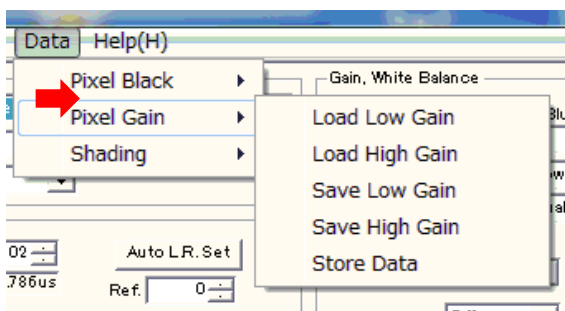 Data Help(H)
Pixel Black
Pixel Gain
Shading
Gain, White Balance
Load Low Gain
Load High Gain
Save Low Gain
Save High Gain
Store Data
02
Auto L.R. Set
.786us
Ref. 0